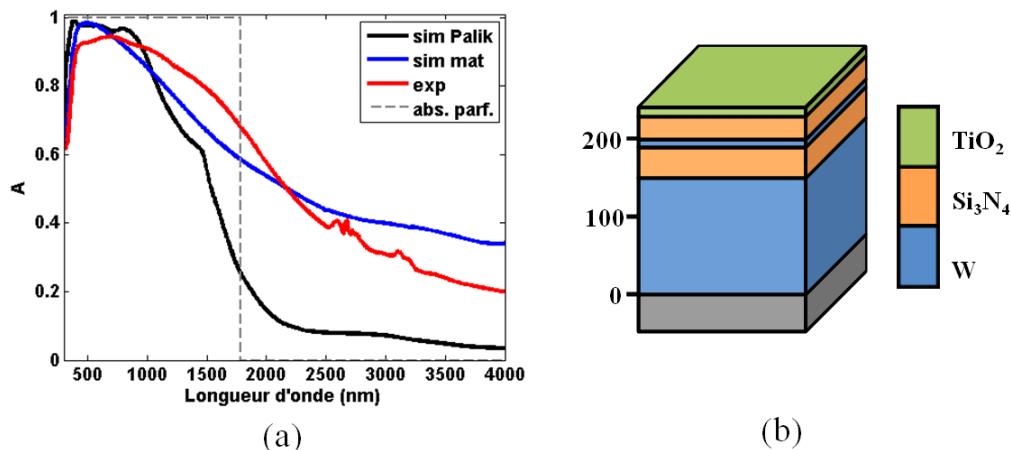 1
0.8
0.6
0.4
0.2
0
A
sim Palik
sim mat
exp
abs. parf.
500 1000 1500 2000 2500 3000 3500 4000
Longueur d'onde (nm)
(a)
200
100
0
TiO₂
Si₃N₄
W
(b)